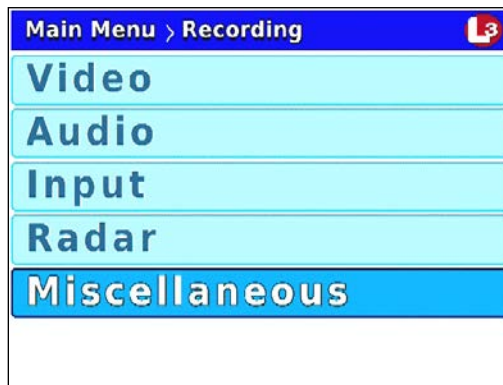 Main Menu > Recording L3
Video
Audio
Input
Radar
Miscellaneous